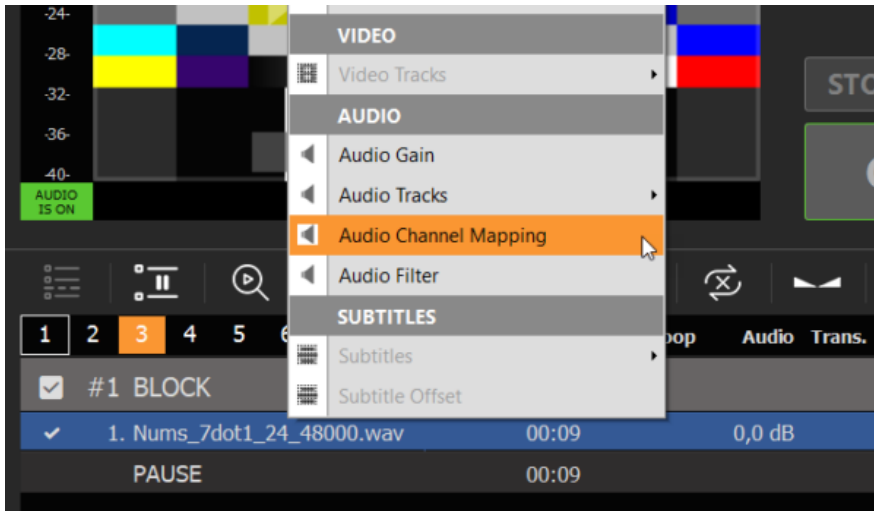 -24-
-28-
-32-
-36-
-40-
AUDIO
IS ON
VIDEO
Video Tracks
AUDIO
Audio Gain
Audio Tracks
Audio Channel Mapping
Audio Filter
SUBTITLES
Subtitles
Subtitle Offset
STO
1 2 3 4 5 6 oop Audio Trans.
#1 BLOCK
1. Nums_7dot1_24_48000.wav 00:09 0,0 dB
PAUSE 00:09